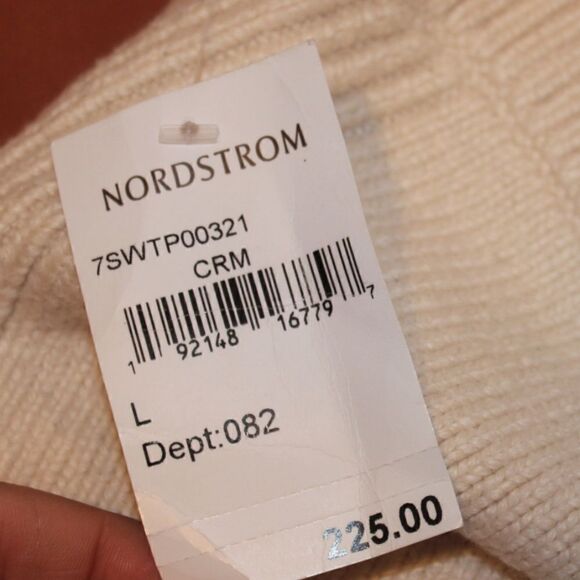 NORDSTROM
7SWTP00321
CRM
1 92148 16779 7
L
Dept:082
225.00